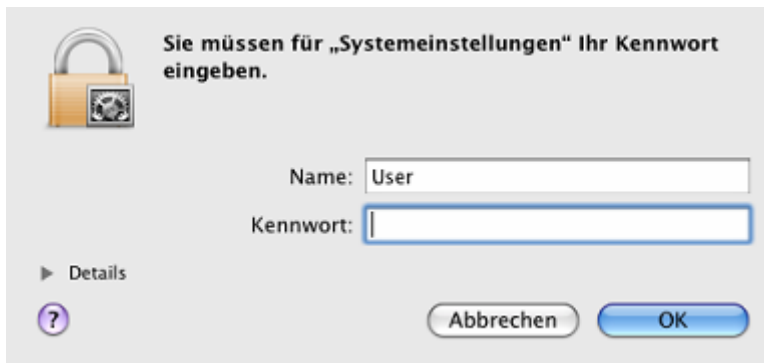 Sie müssen für „Systemeinstellungen“ Ihr Kennwort
eingeben.
Name: User
Kennwort:
Details
? Abbrechen OK